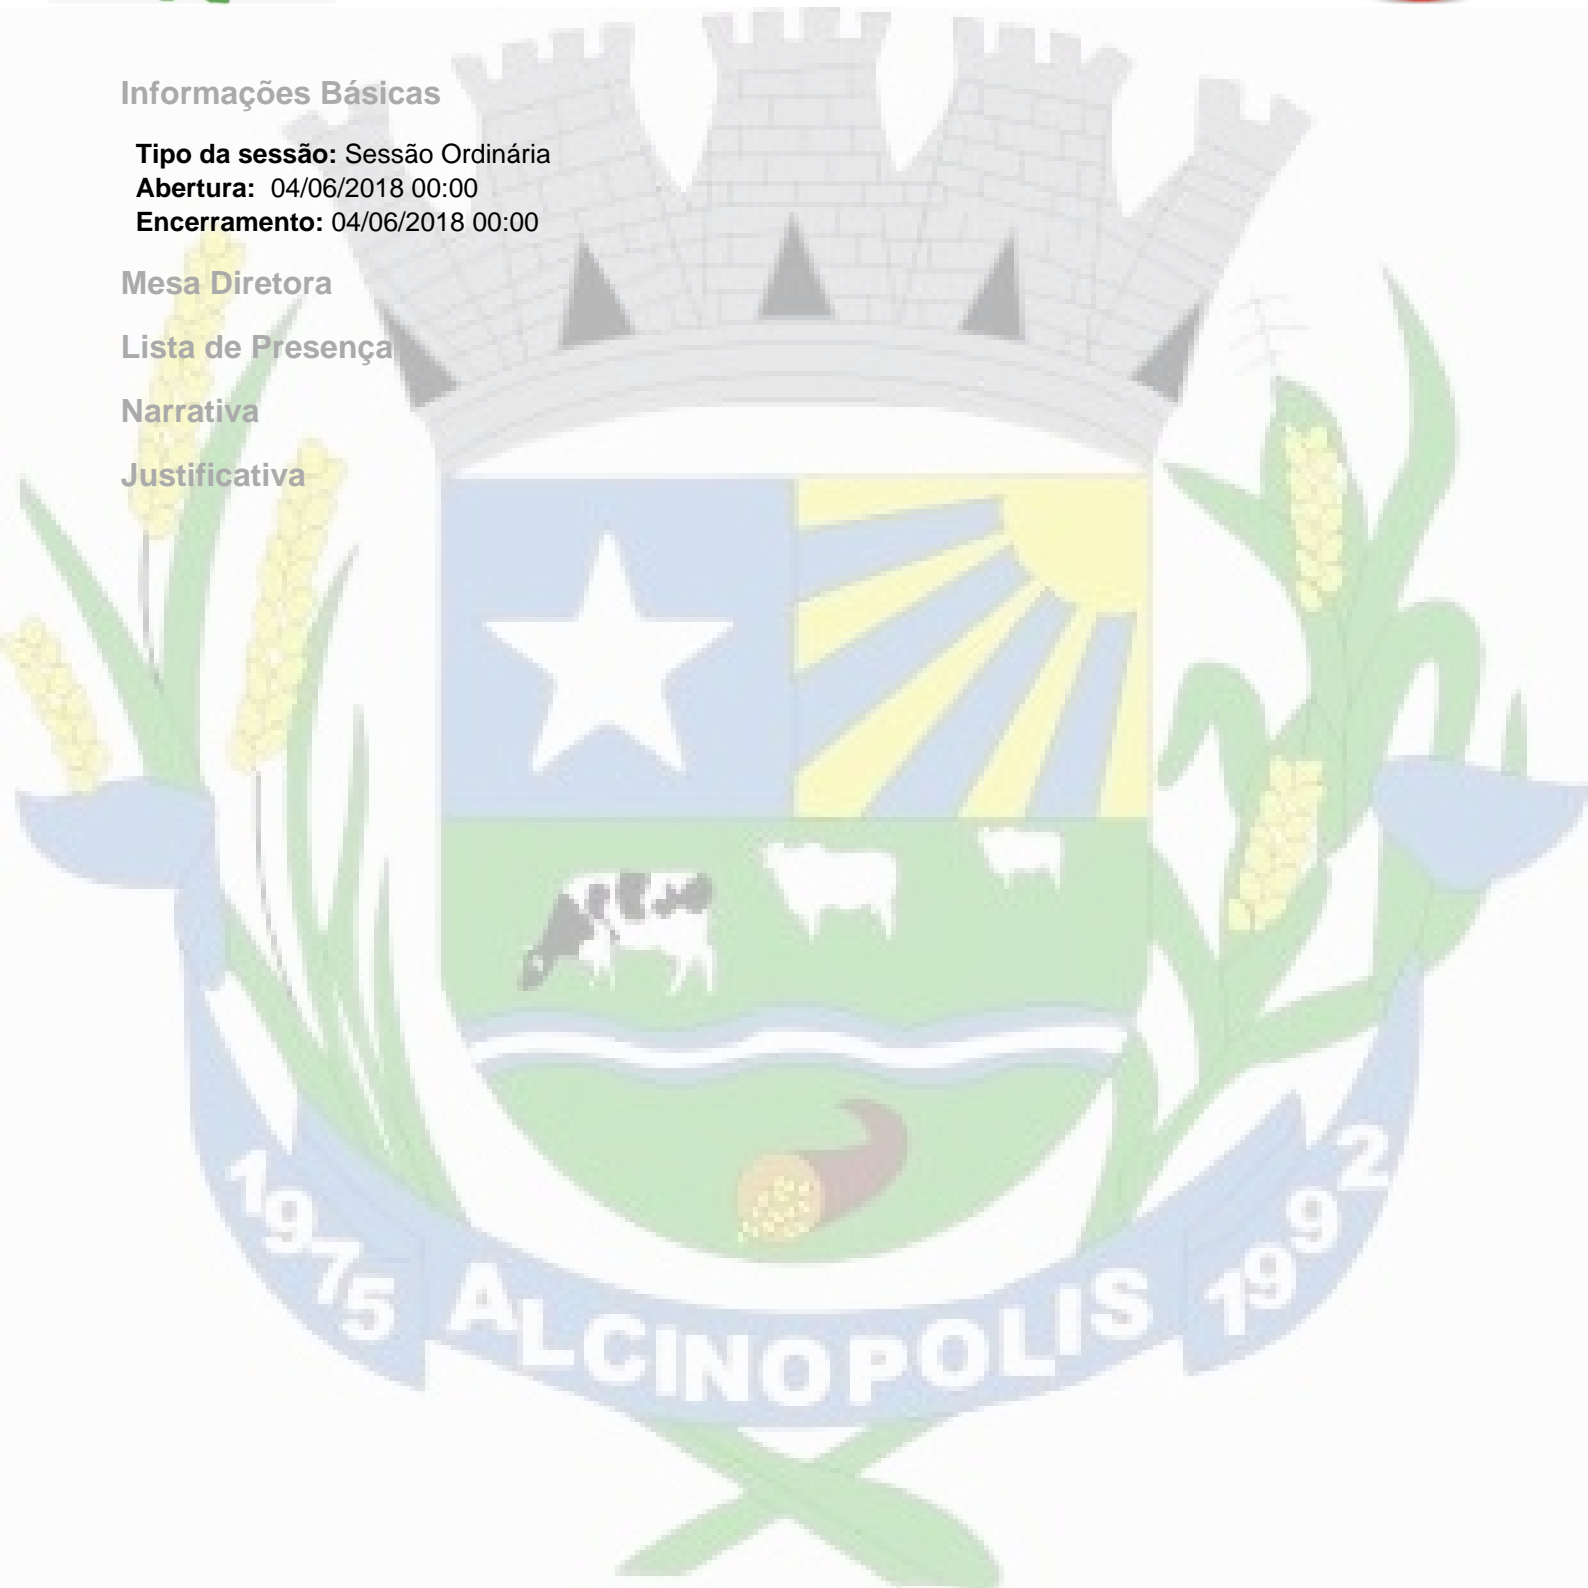 Informações Básicas
Tipo da sessão: Sessão Ordinária
Abertura: 04/06/2018 00:00
Encerramento: 04/06/2018 00:00
Mesa Diretora
Lista de Presença
Narrativa
Justificativa
1975 ALCINOPOLIS 1992